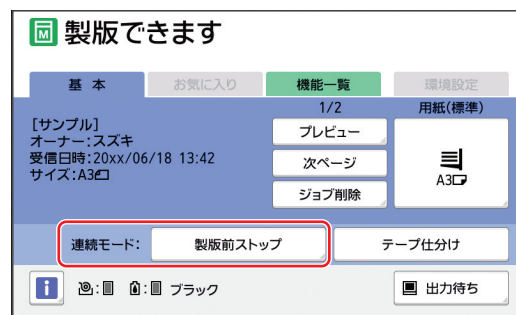 製版できます
基本 お気に入り 機能一覧 環境設定
1/2 用紙(標準)
[サンプル]
オーナー:スズキ
受信日時:20xx/06/18 13:42
サイズ:A3
プレビュー
次ページ
ジョブ削除
A3
連続モード: 製版前ストップ テープ仕分け
ブラック 出力待ち